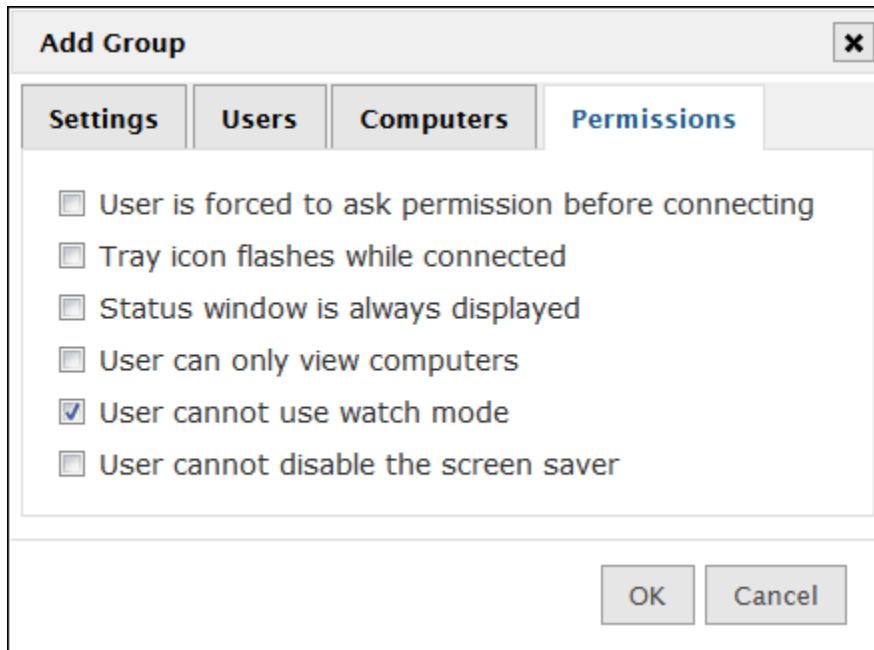 Add Group
Settings Users Computers Permissions
User is forced to ask permission before connecting
Tray icon flashes while connected
Status window is always displayed
User can only view computers
User cannot use watch mode
User cannot disable the screen saver
OK Cancel